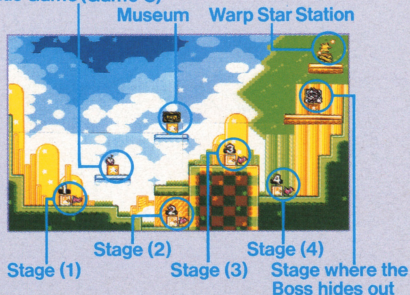 Museum
Warp Star Station
Stage (2)
Stage (4)
Stage (1)
Stage (3)
Stage where the
Boss hides out